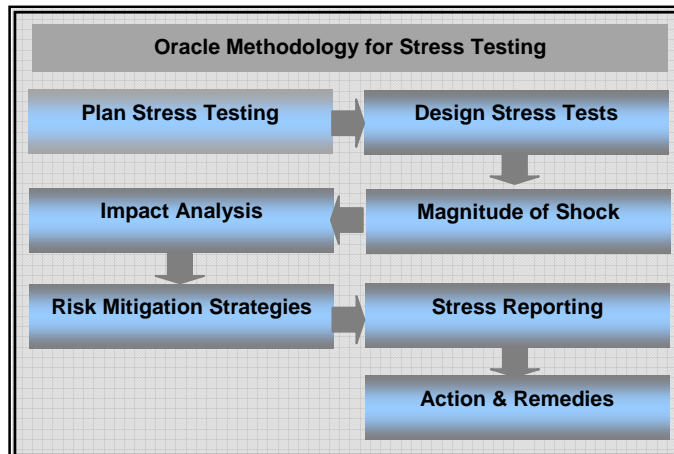 Oracle Methodology for Stress Testing
Plan Stress Testing
Design Stress Tests
Magnitude of Shock
Impact Analysis
Risk Mitigation Strategies
Stress Reporting
Action & Remedies